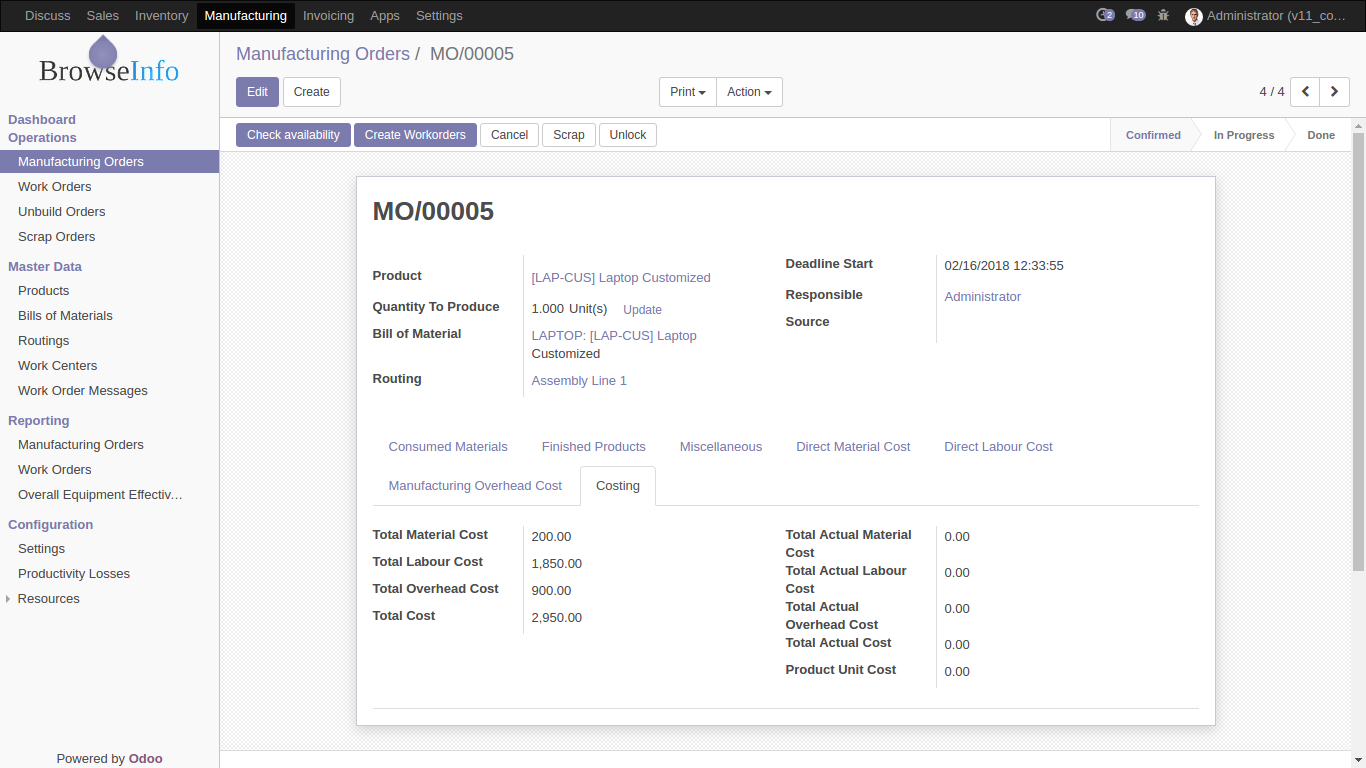 Discuss Sales Inventory Manufacturing Invoicing Apps Settings 2 10 Administrator (v11_co...
BrowseInfo
Manufacturing Orders / MO/00005
Edit Create Print Action 4 / 4
Check availability Create Workorders Cancel Scrap Unlock Confirmed In Progress Done
Dashboard
Operations
Manufacturing Orders
Work Orders
Unbuild Orders
Scrap Orders
Master Data
Products
Bills of Materials
Routings
Work Centers
Work Order Messages
Reporting
Manufacturing Orders
Work Orders
Overall Equipment Effectiv...
Configuration
Settings
Productivity Losses
Resources
Powered by Odoo
MO/00005
Product [LAP-CUS] Laptop Customized
Quantity To Produce 1.000 Unit(s) Update
Bill of Material LAPTOP: [LAP-CUS] Laptop
Customized
Routing Assembly Line 1
Deadline Start 02/16/2018 12:33:55
Responsible Administrator
Source
Consumed Materials Finished Products Miscellaneous Direct Material Cost Direct Labour Cost
Manufacturing Overhead Cost Costing
Total Material Cost 200.00
Total Labour Cost 1,850.00
Total Overhead Cost 900.00
Total Cost 2,950.00
Total Actual Material
Cost 0.00
Total Actual Labour
Cost 0.00
Total Actual
Overhead Cost 0.00
Total Actual Cost 0.00
Product Unit Cost 0.00